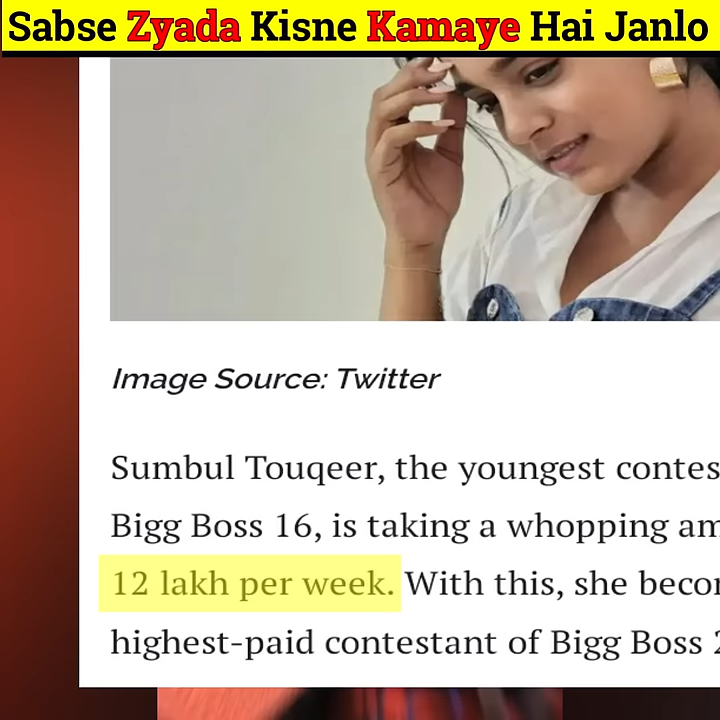 Sabse Zyada Kisne Kamaye Hai Janlo
Image Source: Twitter
Sumbul Touqeer, the youngest contes
Bigg Boss 16, is taking a whopping am
12 lakh per week. With this, she becom
highest-paid contestant of Bigg Boss 2